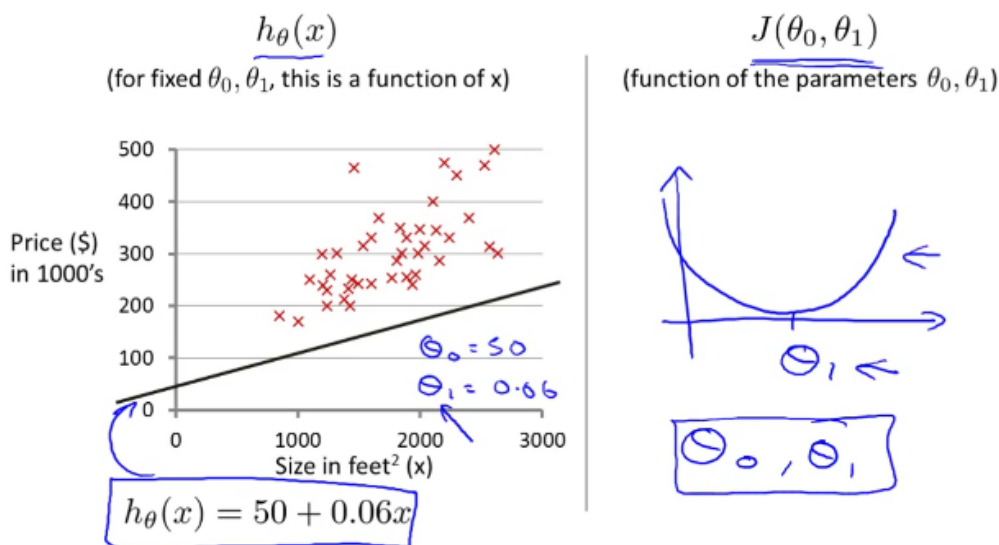 hθ(x)
(for fixed θ₀, θ₁, this is a function of x)
500
400
300
200
100
0
Price ($)
in 1000's
0 1000 2000 3000
Size in feet² (x)
Θ₀ = 50
Θ₁ = 0.06
hθ(x) = 50 + 0.06x
J(θ₀, θ₁)
(function of the parameters θ₀, θ₁)
Θ₁
Θ₀, Θ₁